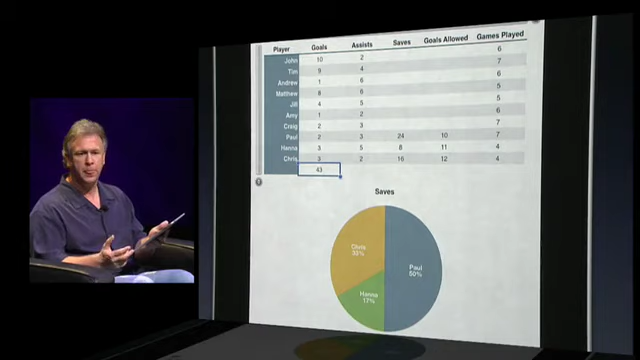 Player Goals Assists Saves Goals Allowed Games Played
John 10 2 6
Tim 9 4 7
Andrew 1 6 6
Matthew 8 6 5
Jill 4 5 5
Amy 1 2 6
Craig 2 3 7
Paul 2 3 24 10 7
Hanna 3 5 8 11 4
Chris 3 2 16 12 4
43
Saves
Chris
33%
Paul
50%
Hanna
17%